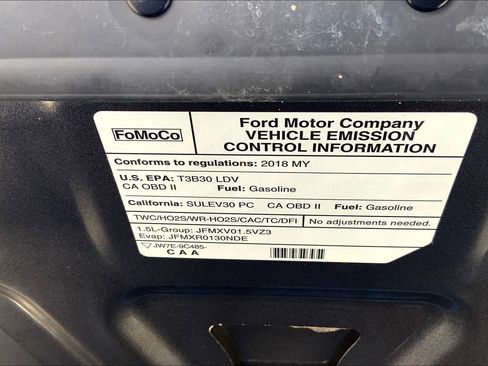 FoMoCo
Ford Motor Company
VEHICLE EMISSION
CONTROL INFORMATION
Conforms to regulations: 2018 MY
U.S. EPA: T3B30 LDV
CA OBD II Fuel: Gasoline
California: SULEV30 PC CA OBD II Fuel: Gasoline
TWC/HO2S/WR-HO2S/CAC/TC/DFI No adjustments needed.
1.5L-Group: JFMXV01.5VZ3
Evap: JFMXR0130NDE
JW7E-9C485-
C A A